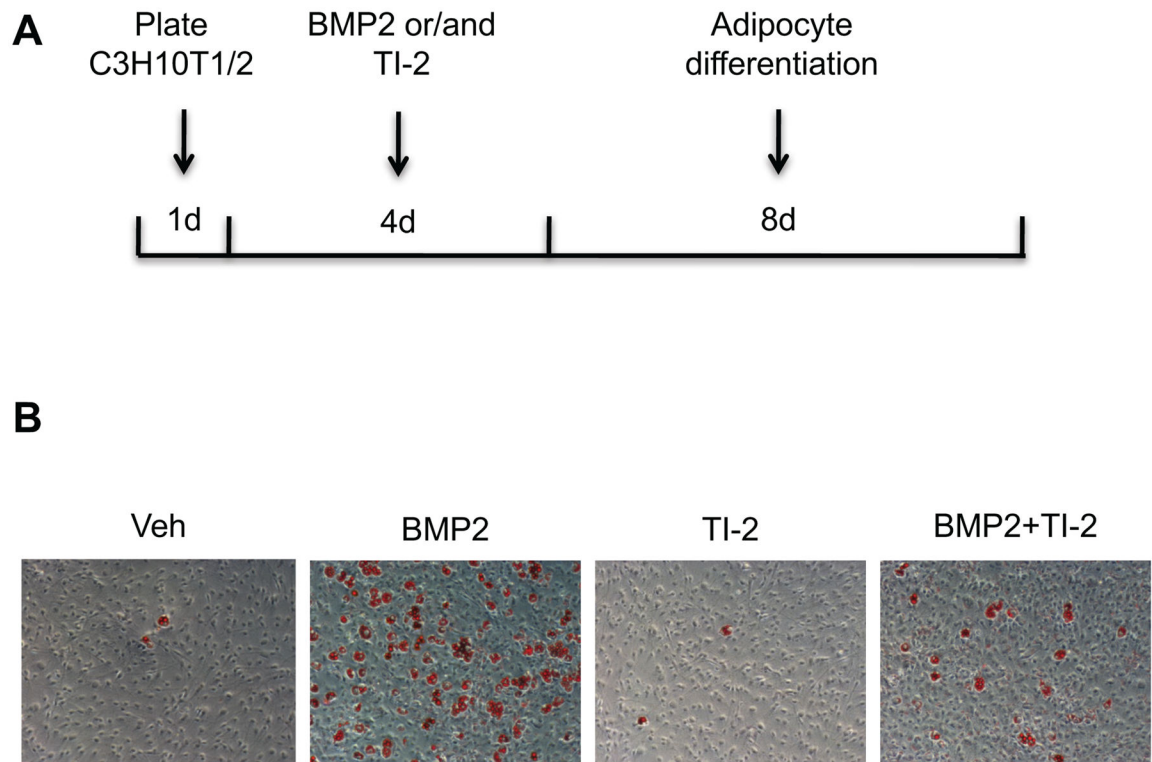 A
Plate
C3H10T1/2
BMP2 or/and
TI-2
Adipocyte
differentiation
1d
4d
8d
B
Veh
BMP2
TI-2
BMP2+TI-2